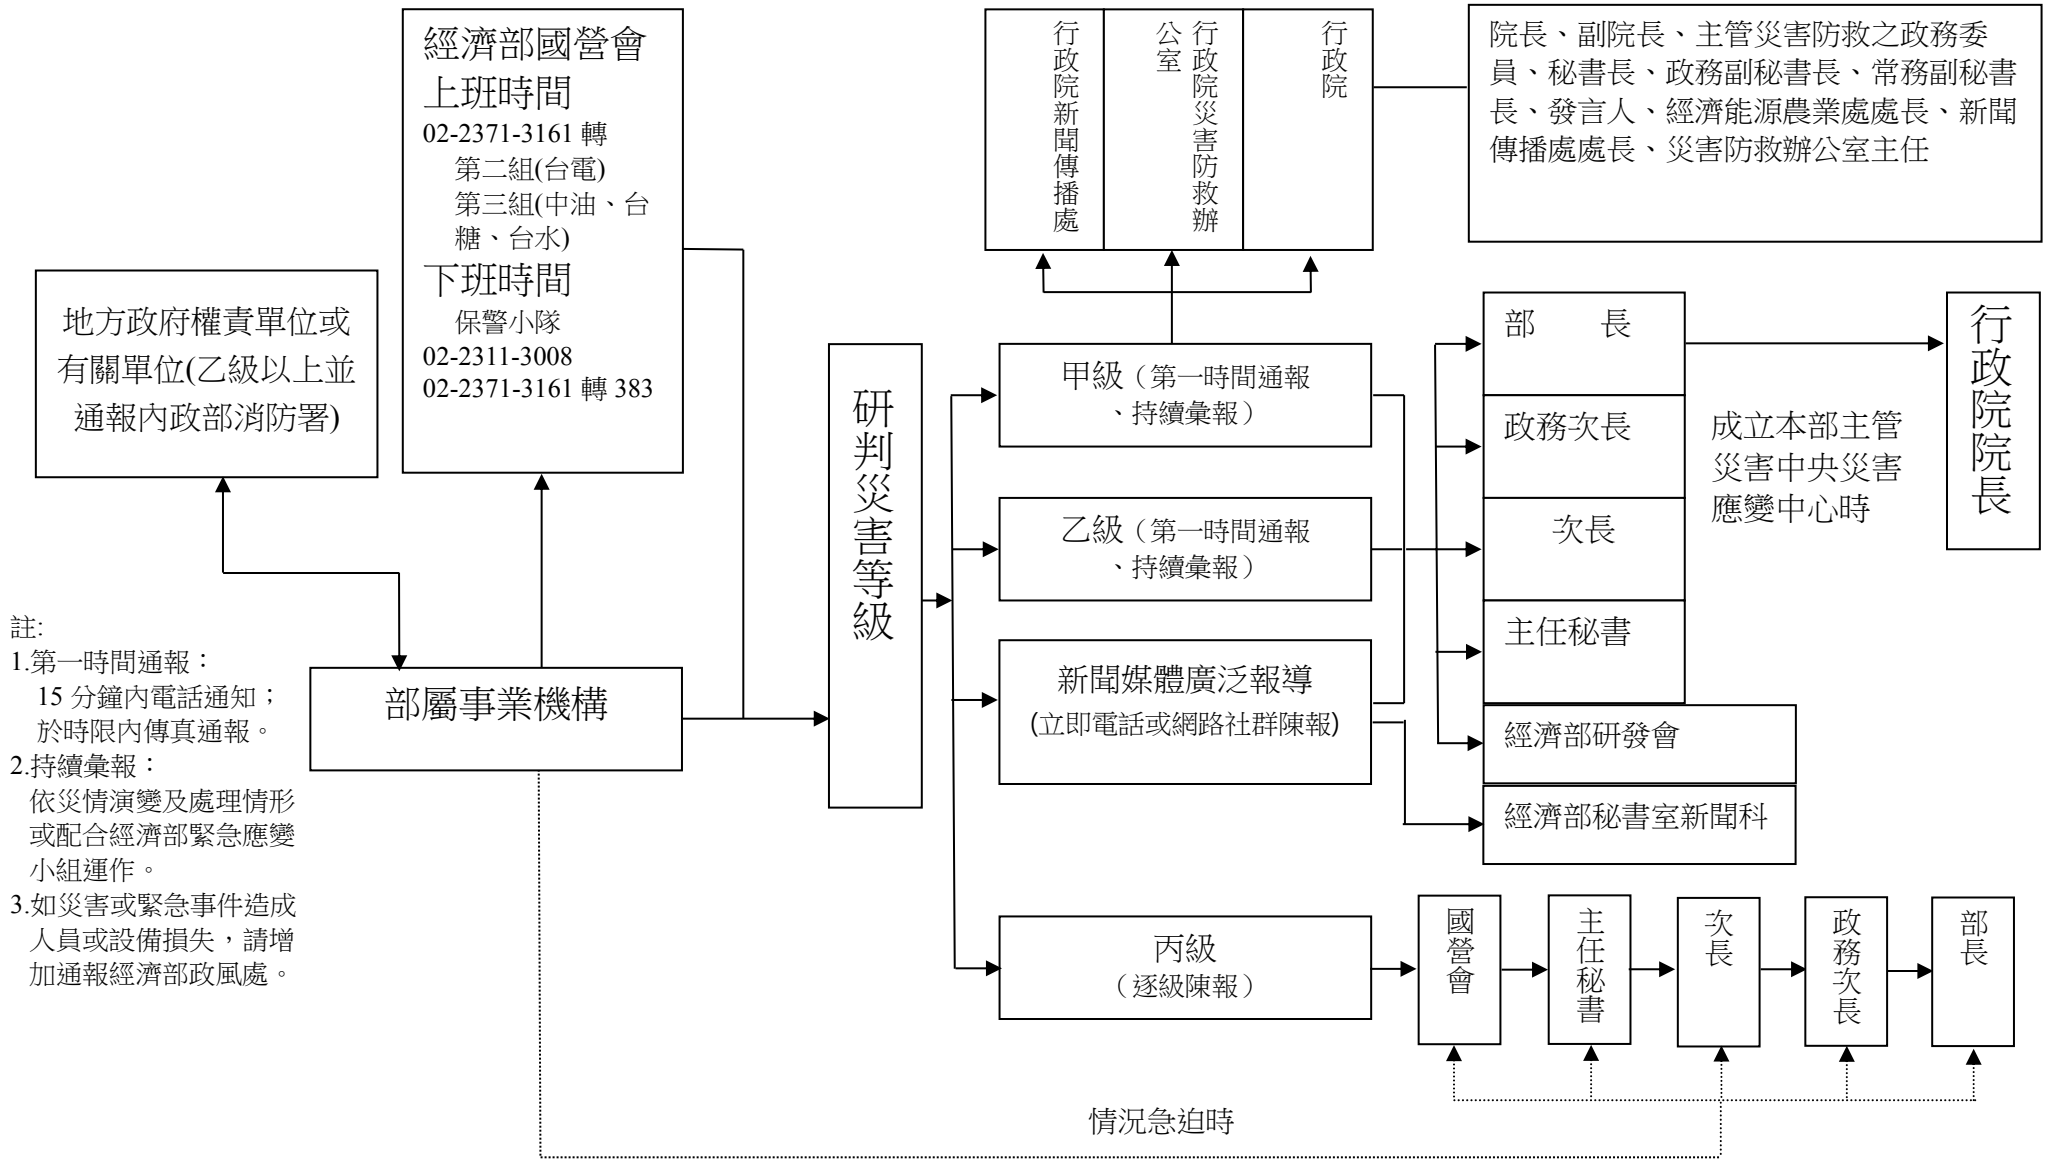 經濟部國營會
上班時間
02-2371-3161 轉
第二組(台電)
第三組(中油、台
糖、台水)
下班時間
保警小隊
02-2311-3008
02-2371-3161 轉 383
行政院新聞傳播處
行政院災害防救辦
公室
行政院
院長、副院長、主管災害防救之政務委
員、秘書長、政務副秘書長、常務副秘書
長、發言人、經濟能源農業處處長、新聞
傳播處處長、災害防救辦公室主任
地方政府權責單位或
有關單位(乙級以上並
通報內政部消防署)
部屬事業機構
研判災害等級
甲級（第一時間通報
、持續彙報）
乙級（第一時間通報
、持續彙報）
新聞媒體廣泛報導
(立即電話或網路社群陳報)
丙級
（逐級陳報）
部　　長
政務次長
次長
主任秘書
經濟部研發會
經濟部秘書室新聞科
成立本部主管
災害中央災害
應變中心時
行政院院長
國營會
主任秘書
次長
政務次長
部長
情況急迫時
註:
1.第一時間通報：
15 分鐘內電話通知；
於時限內傳真通報。
2.持續彙報：
依災情演變及處理情形
或配合經濟部緊急應變
小組運作。
3.如災害或緊急事件造成
人員或設備損失，請增
加通報經濟部政風處。